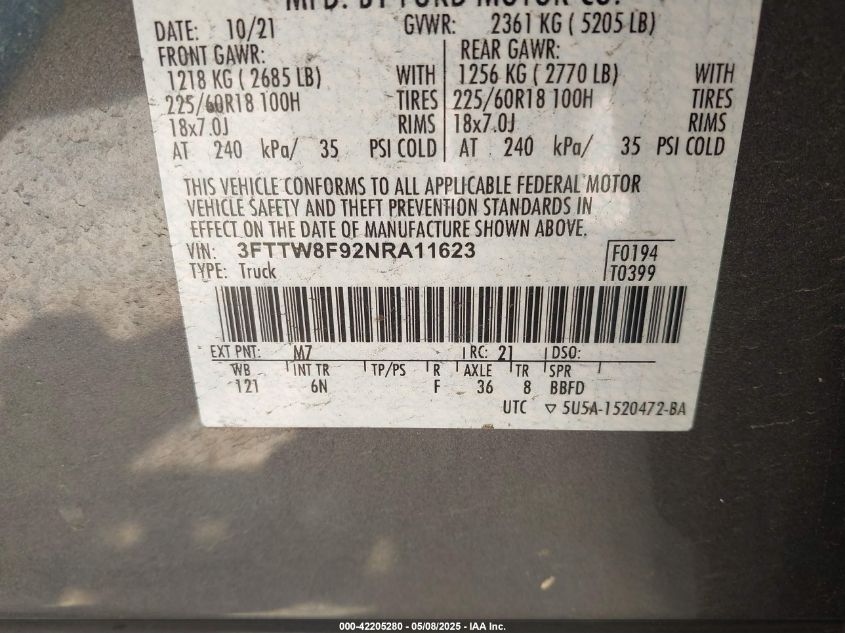 MFD. BY FORD MOTOR CO.
DATE: 10/21 GVWR: 2361 KG ( 5205 LB)
FRONT GAWR: REAR GAWR:
1218 KG ( 2685 LB) WITH 1256 KG ( 2770 LB) WITH
225/60R18 100H TIRES 225/60R18 100H TIRES
18x7.0J RIMS 18x7.0J RIMS
AT 240 kPa/ 35 PSI COLD AT 240 kPa/ 35 PSI COLD
THIS VEHICLE CONFORMS TO ALL APPLICABLE FEDERAL MOTOR
VEHICLE SAFETY AND THEFT PREVENTION STANDARDS IN
EFFECT ON THE DATE OF MANUFACTURE SHOWN ABOVE.
VIN: 3FTTW8F92NRA11623 F0194
TYPE: Truck T0399
EXT PNT: M7 RC: 21 DSO:
WB INT TR TP/PS R AXLE TR SPR
121 6N F 36 8 BBFD
UTC ▽ 5U5A-1520472-BA
000-42205280 - 05/08/2025 - IAA Inc.